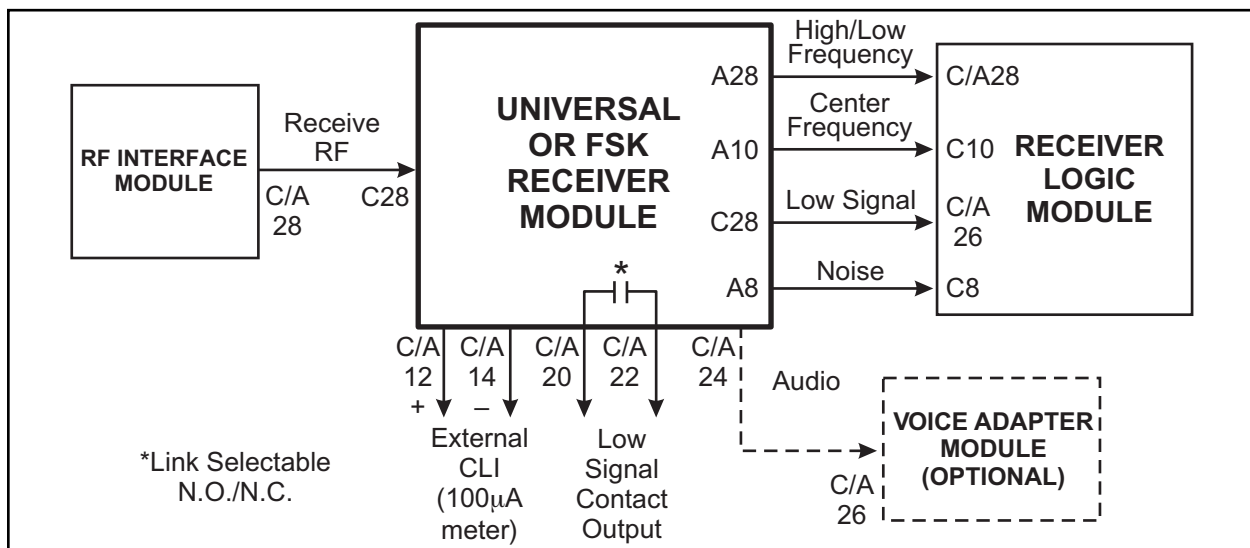 RF INTERFACE
MODULE
Receive
RF
C/A
28
C28
UNIVERSAL
OR FSK
RECEIVER
MODULE
A28
A10
C28
A8
*
High/Low
Frequency
Center
Frequency
Low Signal
Noise
C/A28
C10
C/A
26
C8
RECEIVER
LOGIC
MODULE
C/A
12
+
C/A
14
–
C/A
20
C/A
22
C/A
24
External
CLI
(100µA
meter)
Low
Signal
Contact
Output
Audio
C/A
26
VOICE ADAPTER
MODULE
(OPTIONAL)
*Link Selectable
N.O./N.C.